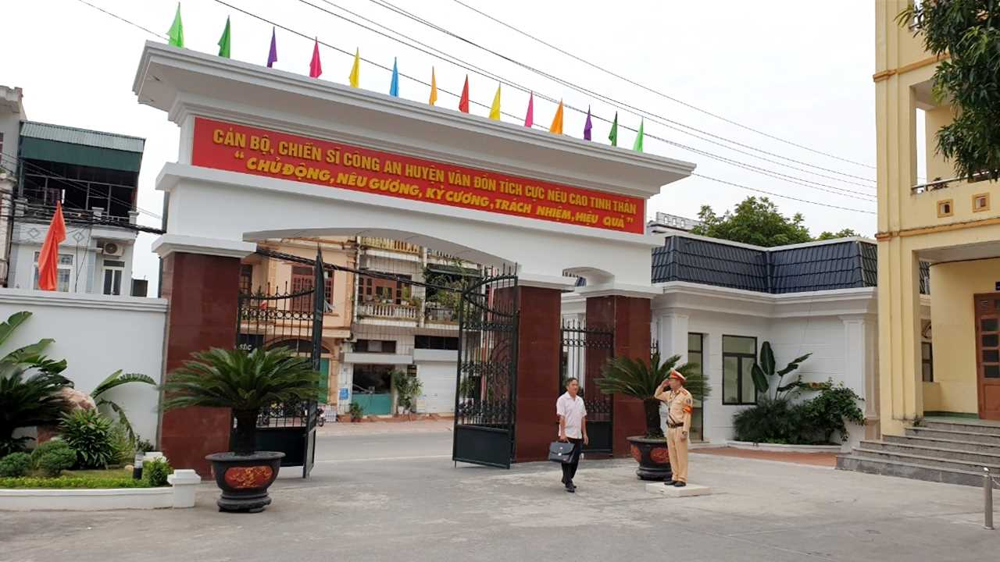 CÁN BỘ, CHIẾN SĨ CÔNG AN HUYỆN VÂN ĐỒN TÍCH CỰC NÊU CAO TINH THẦN
“CHỦ ĐỘNG, NÊU GƯƠNG, KỶ CƯƠNG, TRÁCH NHIỆM, HIỆU QUẢ”